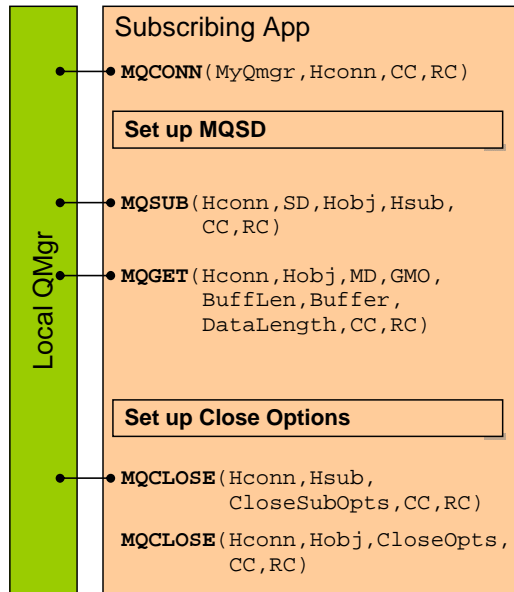 Subscribing App
MQCONN(MyQmgr,Hconn,CC,RC)
Set up MQSD
MQSUB(Hconn,SD,Hobj,Hsub,
CC,RC)
MQGET(Hconn,Hobj,MD,GMO,
BuffLen,Buffer,
DataLength,CC,RC)
Local QMgr
Set up Close Options
MQCLOSE(Hconn,Hsub,
CloseSubOpts,CC,RC)
MQCLOSE(Hconn,Hobj,CloseOpts,
CC,RC)